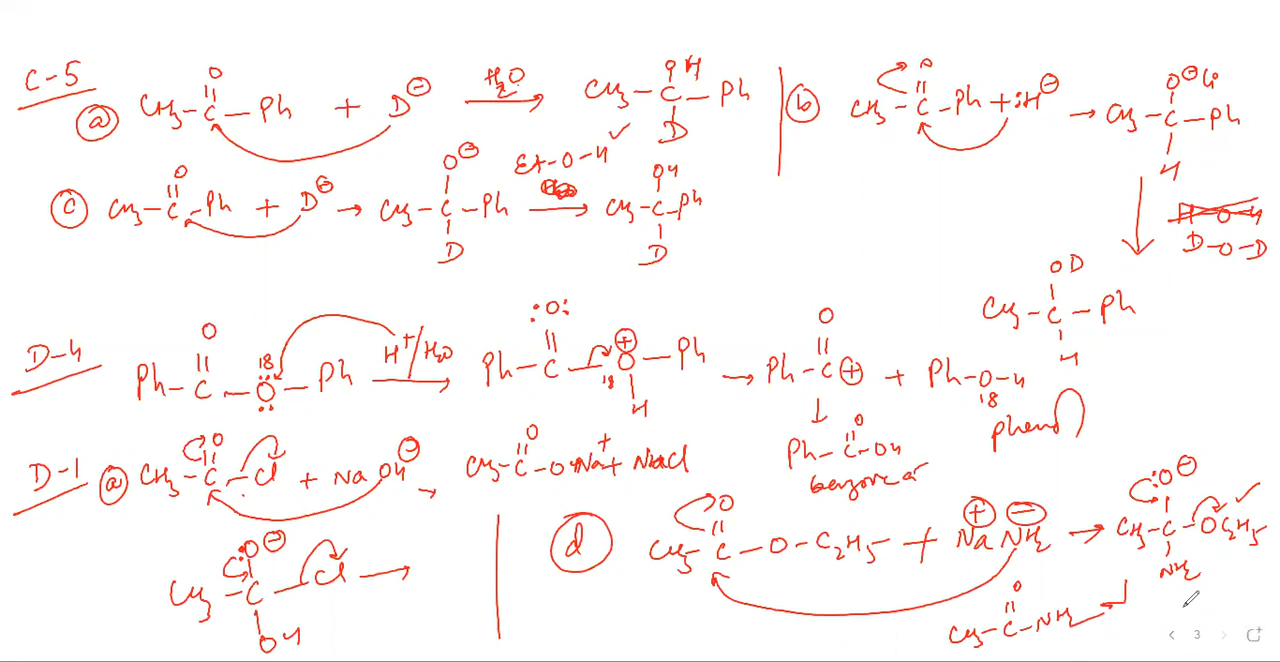 C-5
(a) CH3-C(=O)-Ph + D⊖ H2O → CH3-C(OH)(D)-Ph
(b) CH3-C(=O)-Ph + :H⊖ → CH3-C(O⊖Li)(H)-Ph
D-O-D
CH3-C(OD)(H)-Ph
(c) CH3-C(=O)-Ph + D⊖ → CH3-C(O⊖)(D)-Ph Et-O-H ✓ → CH3-C(OH)(D)-Ph
D-4
Ph-C(=O)-18O-Ph H+/H2O → Ph-C(=O)-18O⊕(H)-Ph → Ph-C⊕(=O) + Ph-O-H 18
phenol
↓
Ph-C(=O)-OH
D-1
(a) CH3-C(=O)-Cl + NaOH⊖ → CH3-C(=O)-O-Na+ + NaCl
CH3-C(O⊖)(OH)-Cl →
(d) CH3-C(=O)-O-C2H5 + Na⊕ NH2⊖ → CH3-C(O⊖)(NH2)-OC2H5 ✓
CH3-C(=O)-NH2
3